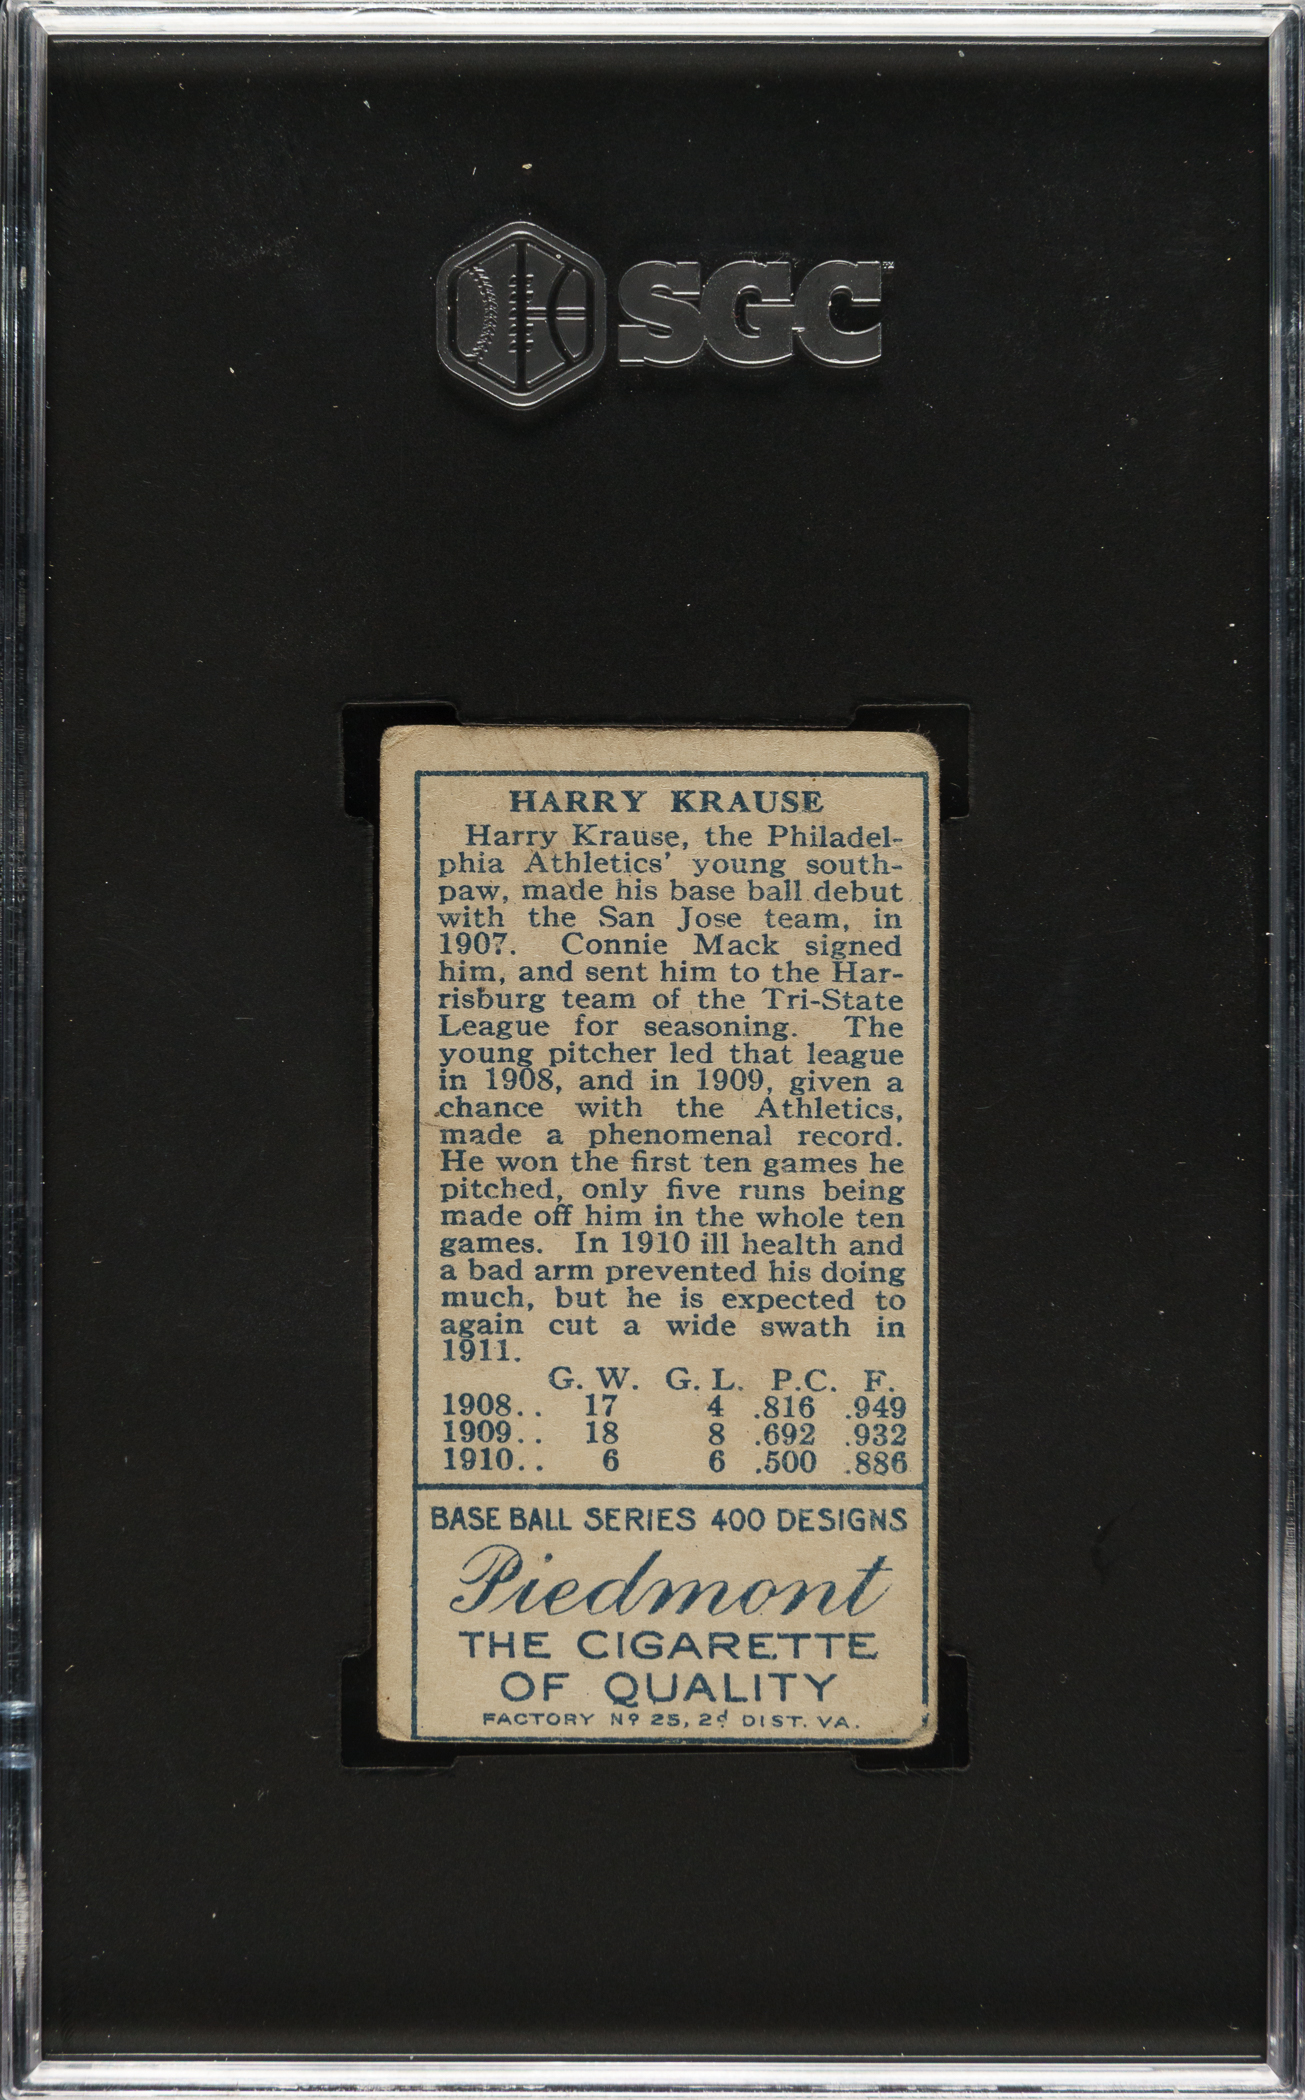 SGC™
HARRY KRAUSE
Harry Krause, the Philadel-
phia Athletics' young south-
paw, made his base ball debut
with the San Jose team, in
1907. Connie Mack signed
him, and sent him to the Har-
risburg team of the Tri-State
League for seasoning. The
young pitcher led that league
in 1908, and in 1909, given a
chance with the Athletics,
made a phenomenal record.
He won the first ten games he
pitched, only five runs being
made off him in the whole ten
games. In 1910 ill health and
a bad arm prevented his doing
much, but he is expected to
again cut a wide swath in
1911.
G. W. G. L. P.C. F.
1908.. 17 4 .816 .949
1909.. 18 8 .692 .932
1910.. 6 6 .500 .886
BASE BALL SERIES 400 DESIGNS
Piedmont
THE CIGARETTE
OF QUALITY
FACTORY Nº 25, 2d DIST. VA.